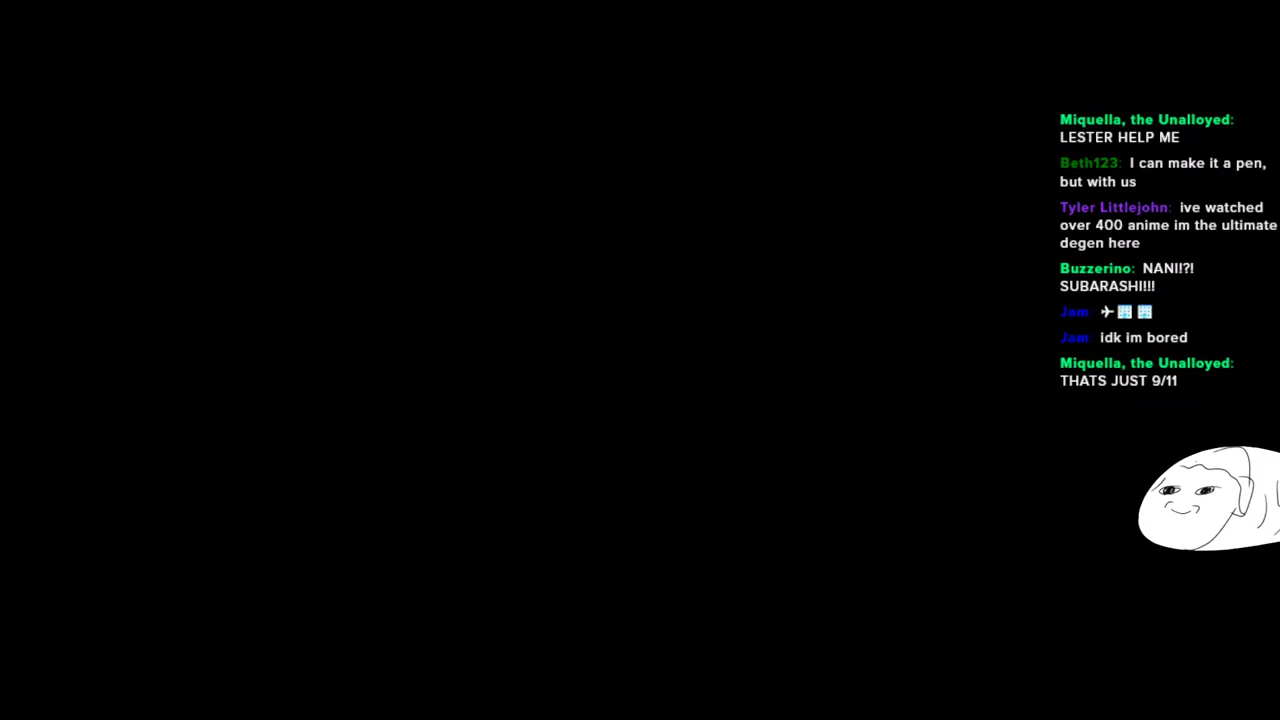 Miquella, the Unalloyed:
LESTER HELP ME
Beth123: I can make it a pen,
but with us
Tyler Littlejohn: ive watched
over 400 anime im the ultimate
degen here
Buzzerino: NANI!?!
SUBARASHI!!!
Jam: ✈🏢🏢
Jam: idk im bored
Miquella, the Unalloyed:
THATS JUST 9/11